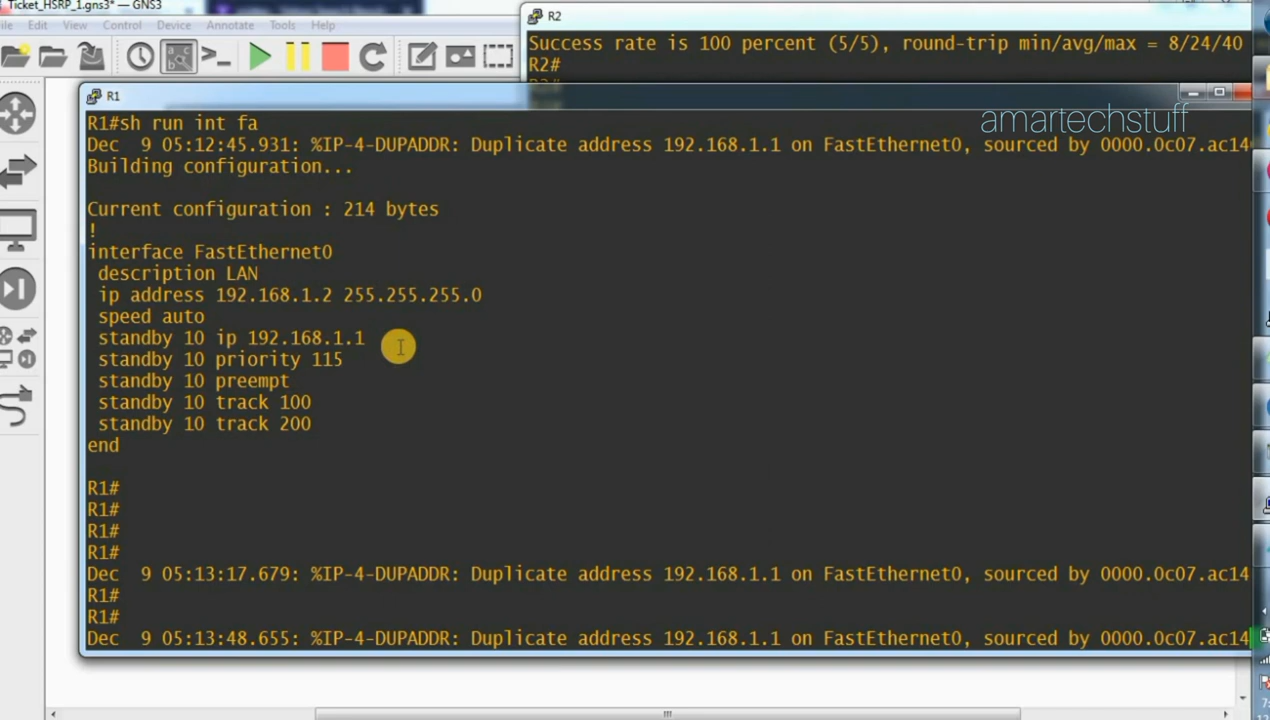 Ticket_HSRP_1.gns3* — GNS3
File Edit View Control Device Annotate Tools Help
R2
Success rate is 100 percent (5/5), round-trip min/avg/max = 8/24/40
R2#
R2#
R1
amartechstuff
R1#sh run int fa
Dec  9 05:12:45.931: %IP-4-DUPADDR: Duplicate address 192.168.1.1 on FastEthernet0, sourced by 0000.0c07.ac14
Building configuration...
Current configuration : 214 bytes
!
interface FastEthernet0
description LAN
ip address 192.168.1.2 255.255.255.0
speed auto
standby 10 ip 192.168.1.1
standby 10 priority 115
standby 10 preempt
standby 10 track 100
standby 10 track 200
end
R1#
R1#
R1#
R1#
Dec  9 05:13:17.679: %IP-4-DUPADDR: Duplicate address 192.168.1.1 on FastEthernet0, sourced by 0000.0c07.ac14
R1#
R1#
Dec  9 05:13:48.655: %IP-4-DUPADDR: Duplicate address 192.168.1.1 on FastEthernet0, sourced by 0000.0c07.ac14